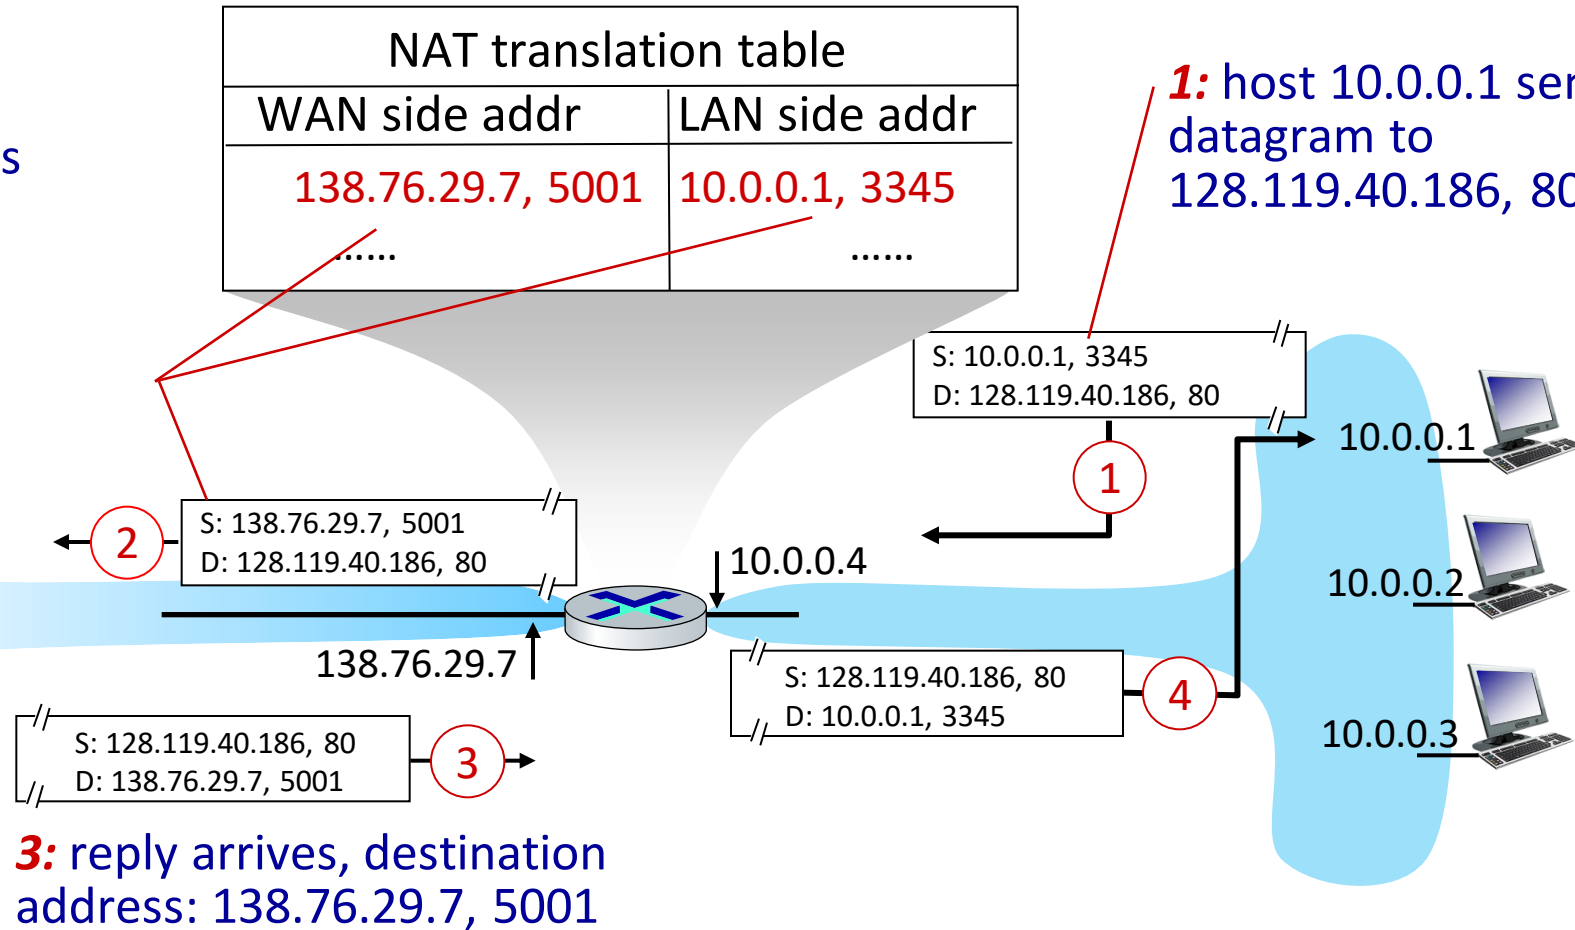 NAT translation table
WAN side addr LAN side addr
138.76.29.7, 5001 10.0.0.1, 3345
...... ......
s
1: host 10.0.0.1
datagram to
128.119.40.186, 80
S: 10.0.0.1, 3345
D: 128.119.40.186, 80
1
10.0.0.1
S: 138.76.29.7, 5001
D: 128.119.40.186, 80
2
10.0.0.4
10.0.0.2
138.76.29.7
S: 128.119.40.186, 80
D: 10.0.0.1, 3345
4
10.0.0.3
S: 128.119.40.186, 80
D: 138.76.29.7, 5001
3
3: reply arrives, destination
address: 138.76.29.7, 5001